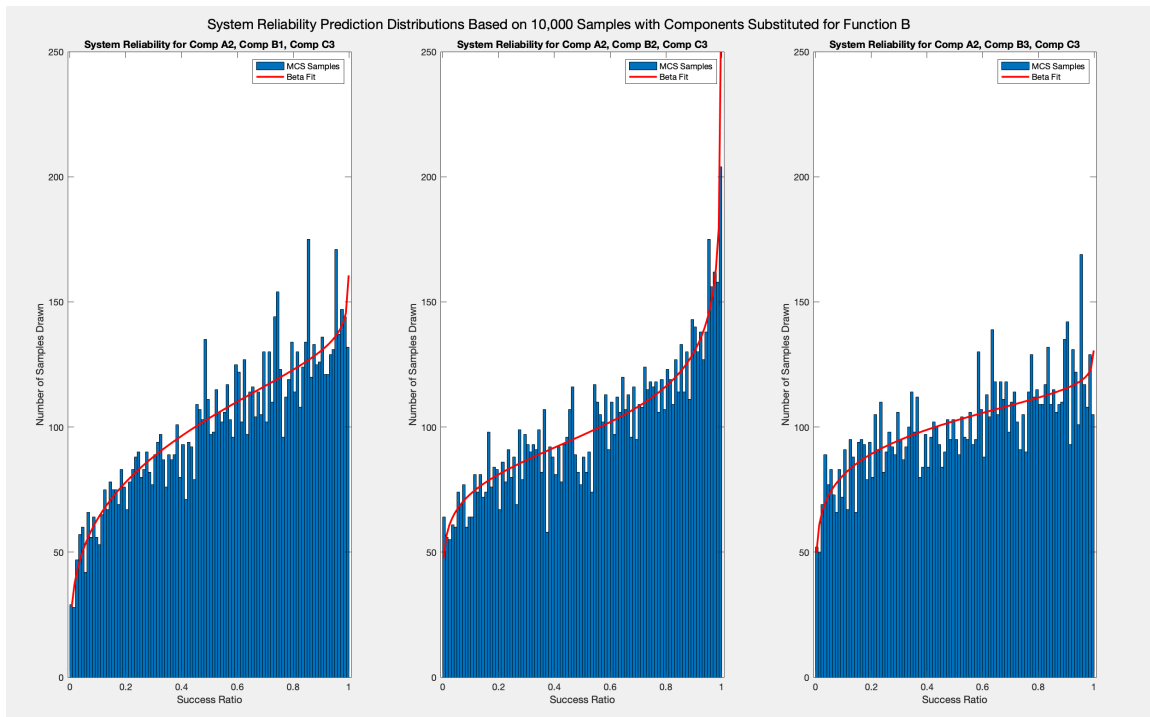 System Reliability Prediction Distributions Based on 10,000 Samples with Components Substituted for Function B
System Reliability for Comp A2, Comp B1, Comp C3
250
200
150
100
50
0
Number of Samples Drawn
MCS Samples
Beta Fit
0 0.2 0.4 0.6 0.8 1
Success Ratio
System Reliability for Comp A2, Comp B2, Comp C3
250
200
150
100
50
0
Number of Samples Drawn
MCS Samples
Beta Fit
0 0.2 0.4 0.6 0.8 1
Success Ratio
System Reliability for Comp A2, Comp B3, Comp C3
250
200
150
100
50
0
Number of Samples Drawn
MCS Samples
Beta Fit
0 0.2 0.4 0.6 0.8 1
Success Ratio